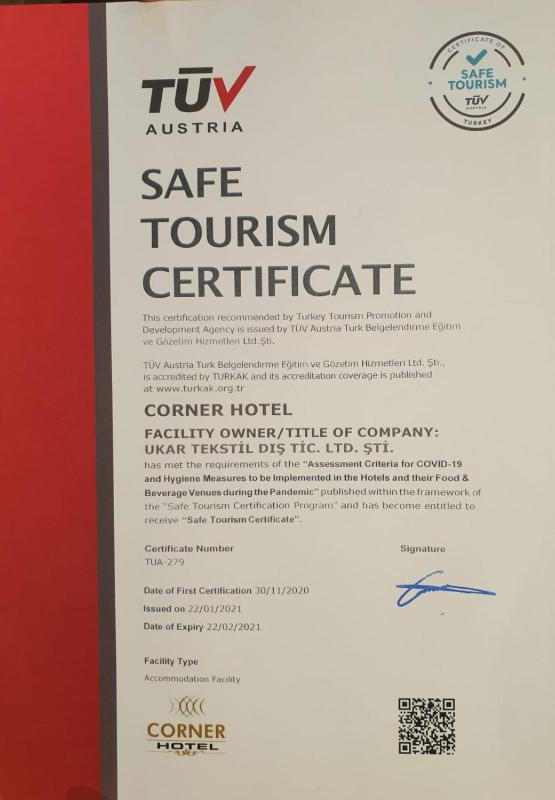 TÜV
AUSTRIA
CERTIFICATE OF
SAFE
TOURISM
TÜV
AUSTRIA
TURKEY
SAFE
TOURISM
CERTIFICATE
This certification recommended by Turkey Tourism Promotion and
Development Agency is issued by TÜV Austria Turk Belgelendirme Eğitim
ve Gözetim Hizmetleri Ltd.Şti.
TÜV Austria Turk Belgelendirme Eğitim ve Gözetim Hizmetleri Ltd. Şti.,
is accredited by TURKAK and its accreditation coverage is published
at www.turkak.org.tr
CORNER HOTEL
FACILITY OWNER/TITLE OF COMPANY:
UKAR TEKSTİL DIŞ TİC. LTD. ŞTİ.
has met the requirements of the "Assessment Criteria for COVID-19
and Hygiene Measures to be Implemented in the Hotels and their Food &
Beverage Venues during the Pandemic" published within the framework of
the "Safe Tourism Certification Program" and has become entitled to
receive "Safe Tourism Certificate".
Certificate Number
TUA-279
Signature
Date of First Certification 30/11/2020
Issued on 22/01/2021
Date of Expiry 22/02/2021
Facility Type
Accommodation Facility
CORNER
HOTEL